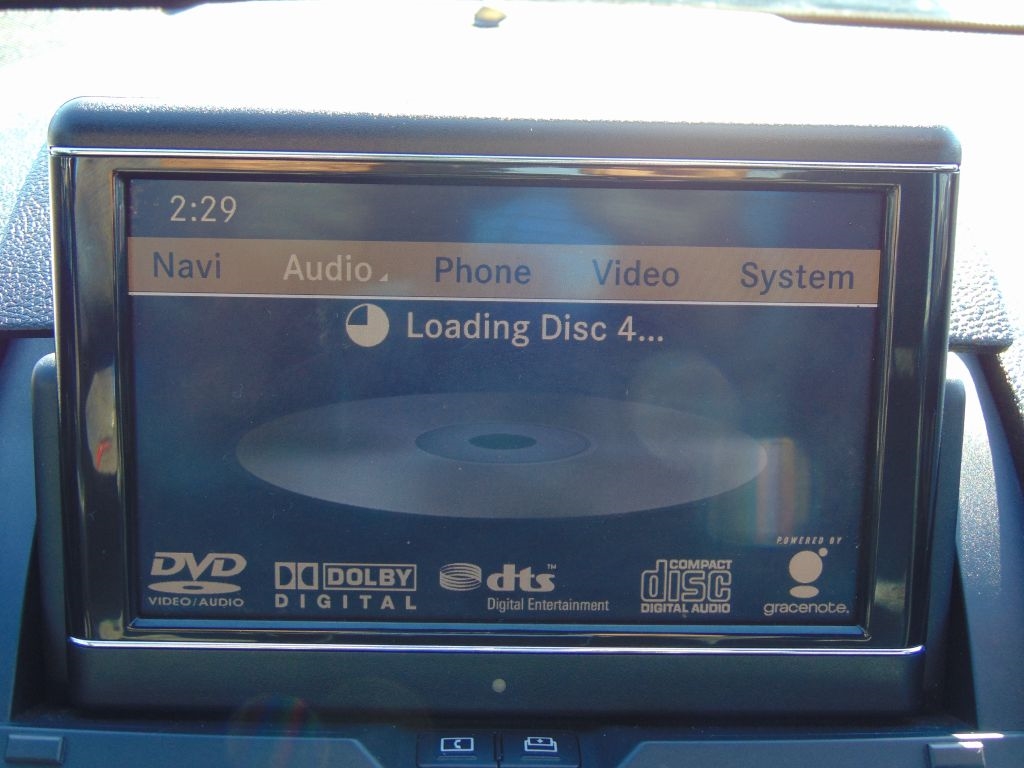 2:29
Navi Audio Phone Video System
Loading Disc 4...
DVD
VIDEO/AUDIO
DOLBY
DIGITAL
dts™
Digital Entertainment
COMPACT
disc
DIGITAL AUDIO
POWERED BY
gracenote.